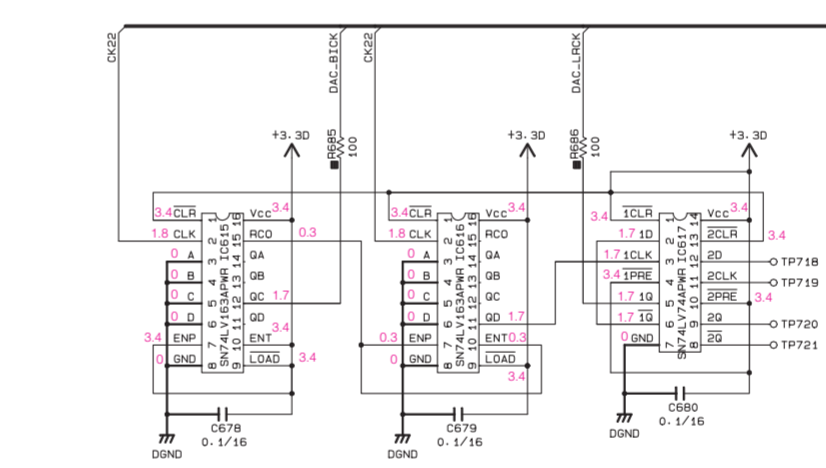 CK22
DAC_BICK
CK22
DAC_LRCK
+3.3D
R685
100
+3.3D
R686
100
+3.3D
3.4 CLR 1 16 Vcc 3.4
1.8 CLK 2 15 RCO 0.3
0 A 3 14 QA
0 B 4 13 QB
0 C 5 12 QC 1.7
0 D 6 11 QD
3.4 ENP 7 10 ENT 3.4
0 GND 8 9 LOAD 3.4
SN74LV163APWR IC615
C678
0.1/16
DGND
3.4 CLR 1 16 Vcc 3.4
1.8 CLK 2 15 RCO
0 A 3 14 QA
0 B 4 13 QB
0 C 5 12 QC
0 D 6 11 QD 1.7
0.3 ENP 7 10 ENT 0.3
0 GND 8 9 LOAD 3.4
SN74LV163APWR IC616
C679
0.1/16
DGND
3.4 1CLR 1 14 Vcc 3.4
1.7 1D 2 13 2CLR 3.4
1.7 1CLK 3 12 2D TP718
3.4 1PRE 4 11 2CLK TP719
1.7 1Q 5 10 2PRE 3.4
1.7 1Q 6 9 2Q TP720
0 GND 7 8 2Q TP721
SN74LV74APWR IC617
C680
0.1/16
DGND